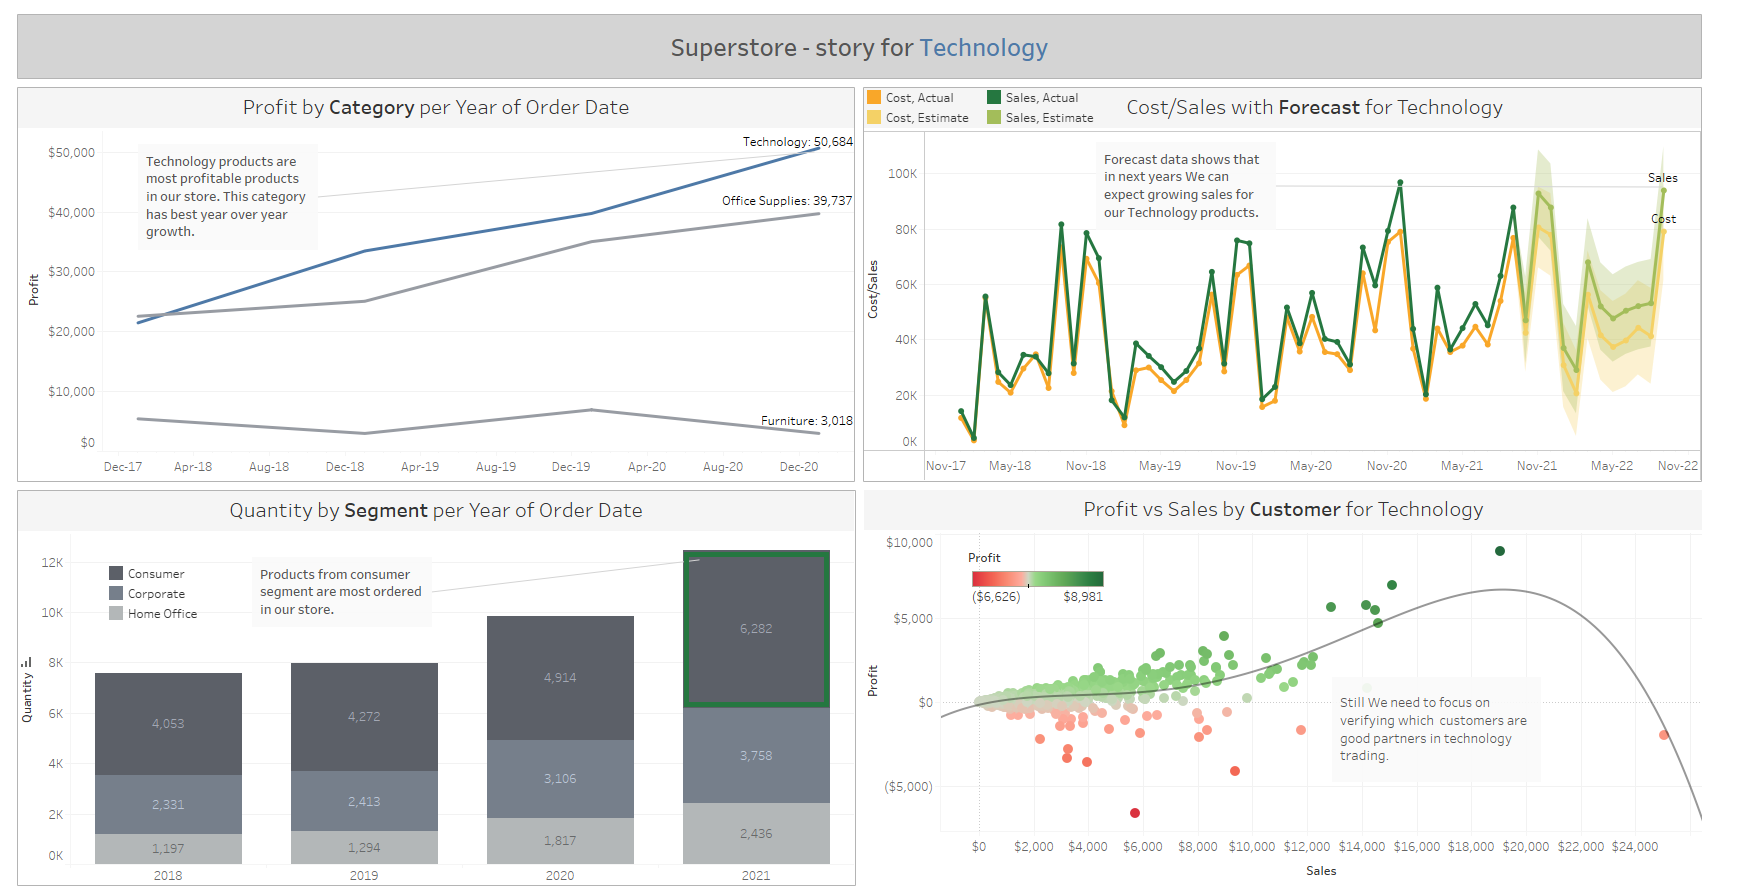 Superstore - story for Technology
Profit by Category per Year of Order Date
Technology: 50,684
$50,000
Technology products are
most profitable products
in our store. This category
has best year over year
growth.
Office Supplies: 39,737
$40,000
$30,000
Profit
$20,000
$10,000
Furniture: 3,018
$0
Dec-17 Apr-18 Aug-18 Dec-18 Apr-19 Aug-19 Dec-19 Apr-20 Aug-20 Dec-20
Cost, Actual Sales, Actual
Cost, Estimate Sales, Estimate
Cost/Sales with Forecast for Technology
Forecast data shows that
in next years We can
expect growing sales for
our Technology products.
100K
Sales
Cost
80K
60K
Cost/Sales
40K
20K
0K
Nov-17 May-18 Nov-18 May-19 Nov-19 May-20 Nov-20 May-21 Nov-21 May-22 Nov-22
Quantity by Segment per Year of Order Date
12K
Consumer
Corporate
Home Office
Products from consumer
segment are most ordered
in our store.
10K
8K
6K
4K
2K
0K
Quantity
4,053
2,331
1,197
4,272
2,413
1,294
4,914
3,106
1,817
6,282
3,758
2,436
2018 2019 2020 2021
Profit vs Sales by Customer for Technology
$10,000
Profit
($6,626) $8,981
$5,000
Profit
$0
Still We need to focus on
verifying which customers are
good partners in technology
trading.
($5,000)
$0 $2,000 $4,000 $6,000 $8,000 $10,000 $12,000 $14,000 $16,000 $18,000 $20,000 $22,000 $24,000
Sales